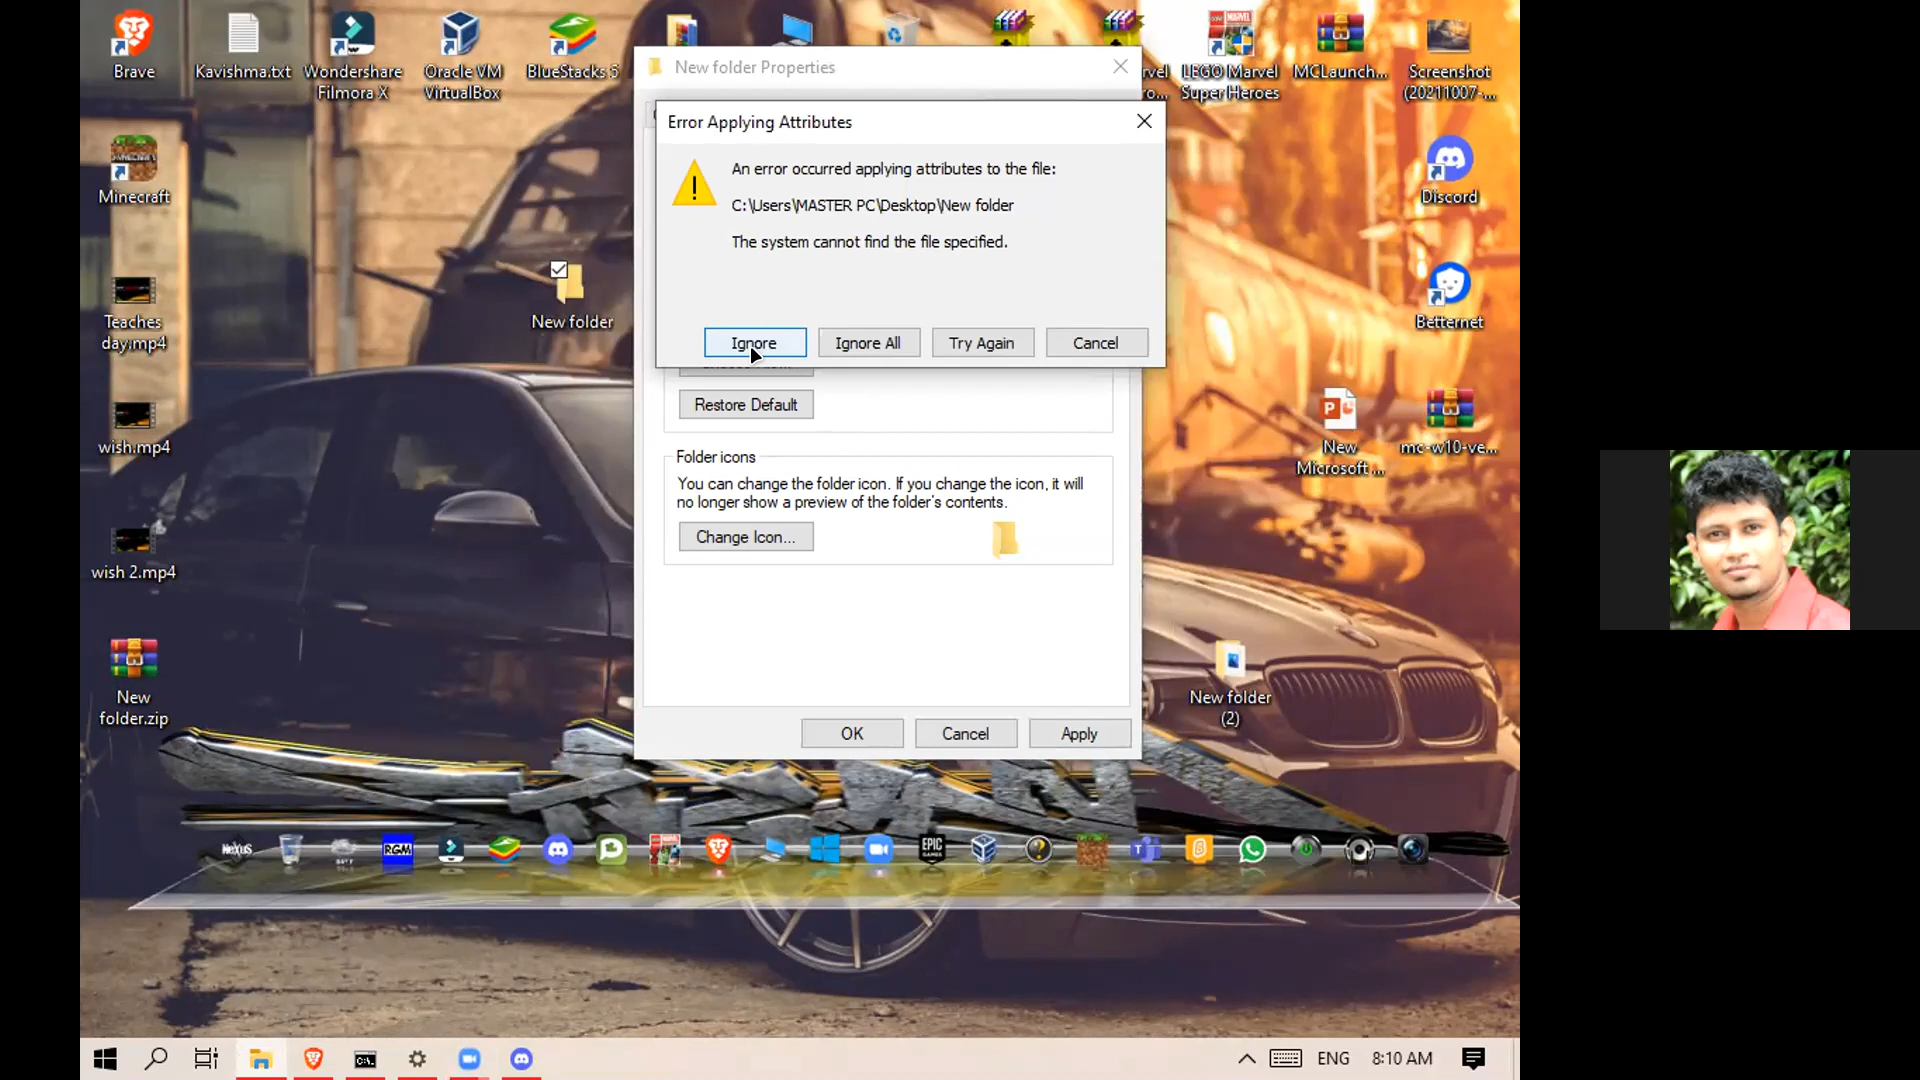 Brave
Kavishma.txt
Wondershare
Filmora X
Oracle VM
VirtualBox
BlueStacks 5
LEGO Marvel
Super Heroes
MCLaunch...
Screenshot
(20211007-...
New folder Properties
Error Applying Attributes
An error occurred applying attributes to the file:
C:\Users\MASTER PC\Desktop\New folder
The system cannot find the file specified.
Ignore
Ignore All
Try Again
Cancel
Restore Default
Folder icons
You can change the folder icon. If you change the icon, it will
no longer show a preview of the folder's contents.
Change Icon...
OK
Cancel
Apply
Minecraft
Discord
Teaches
day.mp4
New folder
Betternet
wish.mp4
New
Microsoft ...
mc-w10-ve...
wish 2.mp4
New
folder.zip
New folder
(2)
NEXUS
RGM
EPIC
GAMES
ENG
8:10 AM